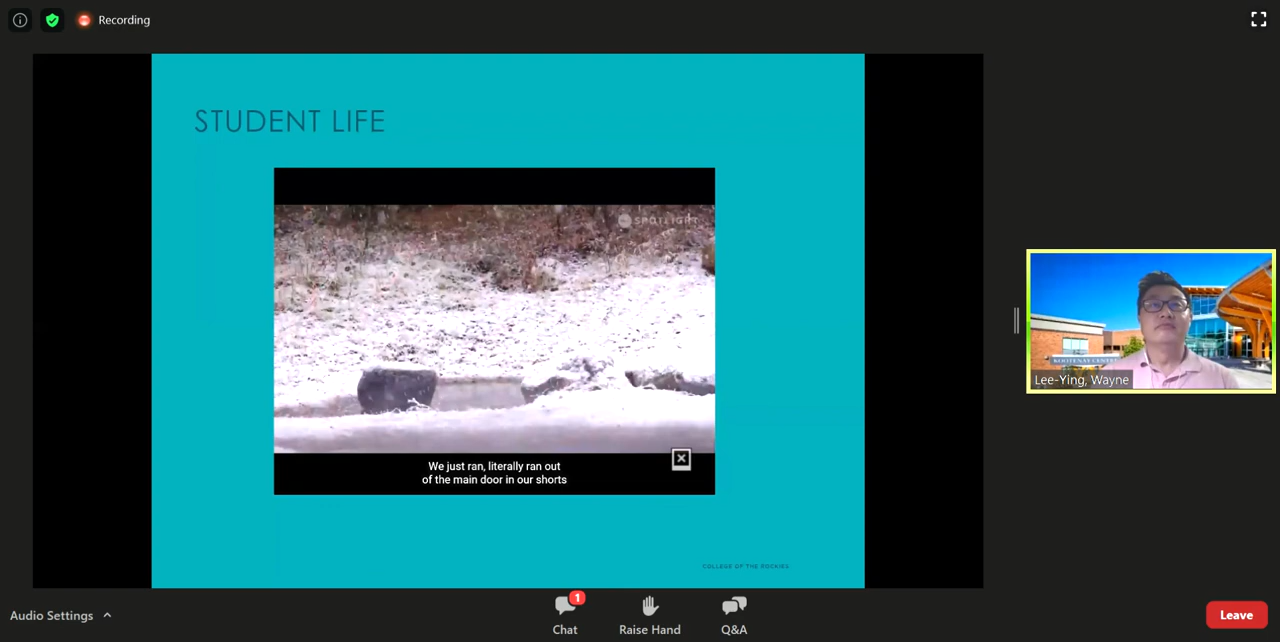 Recording
STUDENT LIFE
SPOTLIGHT
We just ran, literally ran out
of the main door in our shorts
COLLEGE OF THE ROCKIES
KOOTENAY CENTRE
Lee-Ying, Wayne
Audio Settings
1
Chat
Raise Hand
Q&A
Leave